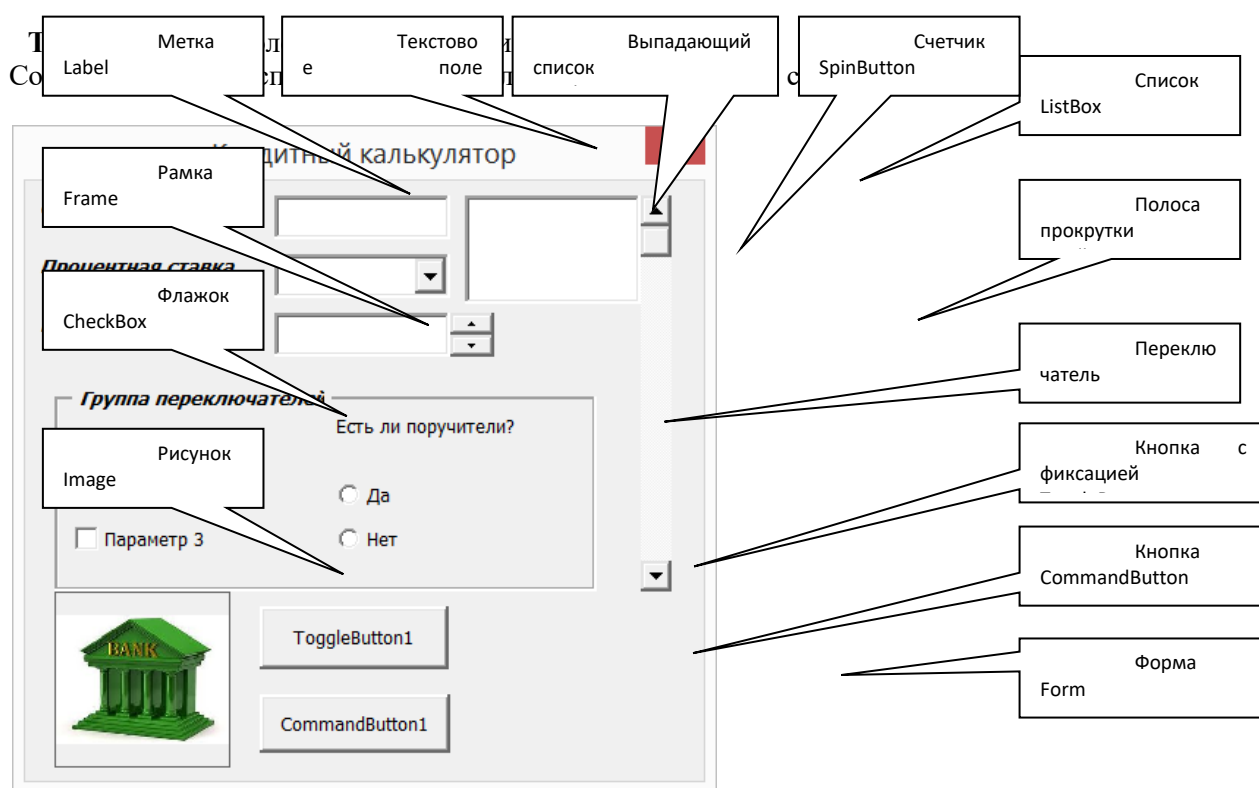 Метка
Label
Текстово
е поле
Выпадающий
список
Счетчик
SpinButton
Список
ListBox
калькулятор
Рамка
Frame
Полоса
прокрутки
Процентная ставка
Флажок
CheckBox
Переклю
чатель
Группа переключателей
Есть ли поручители?
Рисунок
Image
Кнопка с
фиксацией
Да
Параметр 3
Нет
Кнопка
CommandButton
BANK
ToggleButton1
Форма
Form
CommandButton1